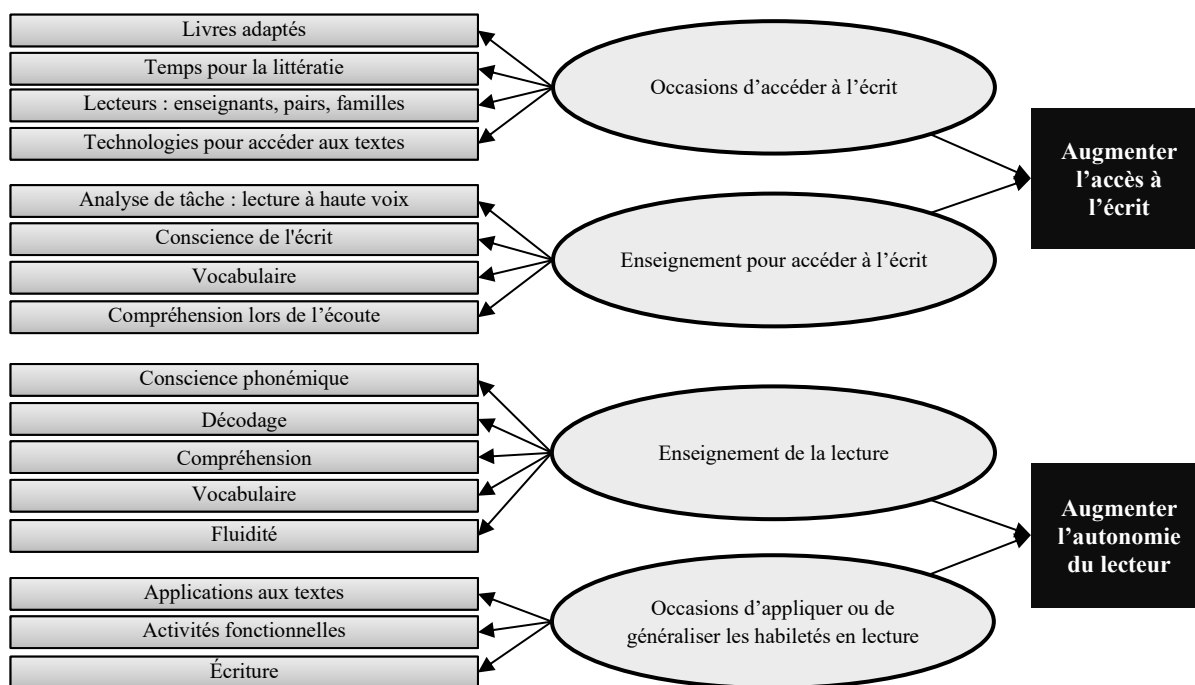 Livres adaptés
Temps pour la littératie
Lecteurs : enseignants, pairs, familles
Technologies pour accéder aux textes
Occasions d’accéder à l’écrit
Analyse de tâche : lecture à haute voix
Conscience de l'écrit
Vocabulaire
Compréhension lors de l’écoute
Enseignement pour accéder à l’écrit
Augmenter
l’accès à
l’écrit
Conscience phonémique
Décodage
Compréhension
Vocabulaire
Fluidité
Enseignement de la lecture
Applications aux textes
Activités fonctionnelles
Écriture
Occasions d’appliquer ou de
généraliser les habiletés en lecture
Augmenter
l’autonomie
du lecteur